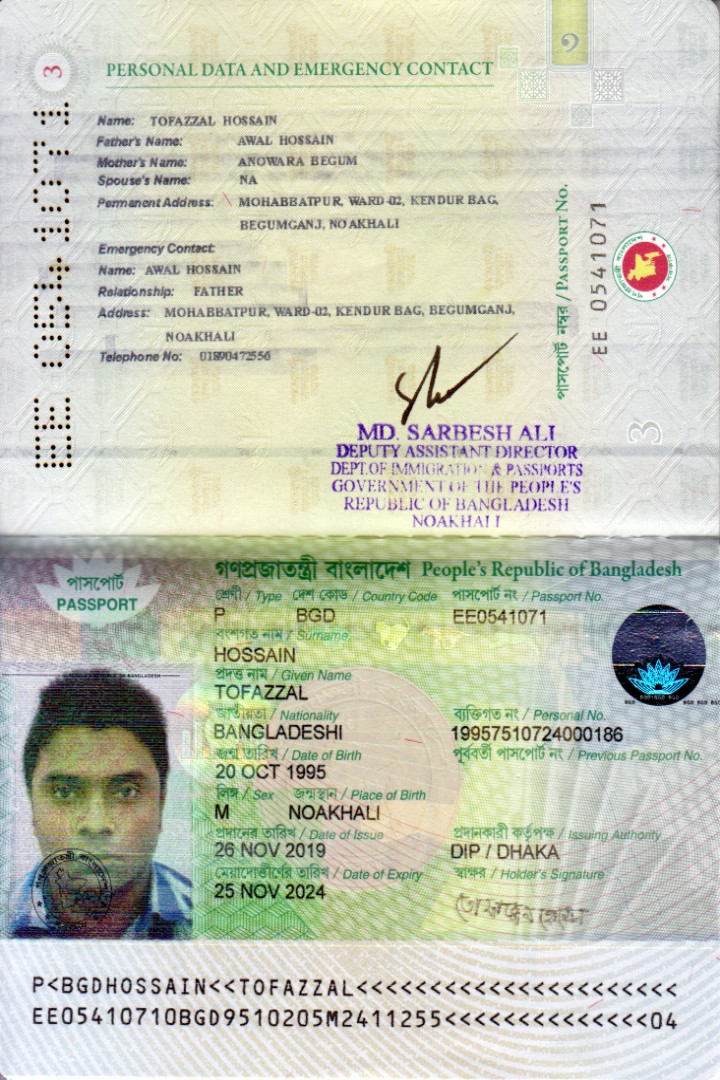 3
PERSONAL DATA AND EMERGENCY CONTACT
Name: TOFAZZAL HOSSAIN
Father's Name: AWAL HOSSAIN
Mother's Name: ANOWARA BEGUM
Spouse's Name: NA
Permanent Address: MOHABBATPUR, WARD-02, KENDUR BAG,
BEGUMGANJ, NOAKHALI
Emergency Contact:
Name: AWAL HOSSAIN
Relationship: FATHER
Address: MOHABBATPUR, WARD-02, KENDUR BAG, BEGUMGANJ,
NOAKHALI
Telephone No: 01890472556
EE 0541071
পাসপোর্ট নম্বর / PASSPORT No.
EE 0541071
3
MD. SARBESH ALI
DEPUTY ASSISTANT DIRECTOR
DEPT. OF IMMIGRATION & PASSPORTS
GOVERNMENT OF THE PEOPLE'S
REPUBLIC OF BANGLADESH
NOAKHALI
পাসপোর্ট
PASSPORT
গণপ্রজাতন্ত্রী বাংলাদেশ People's Republic of Bangladesh
শ্রেণী / Type দেশ কোড / Country Code পাসপোর্ট নং / Passport No.
P BGD EE0541071
বংশগত নাম / Surname
HOSSAIN
প্রদত্ত নাম / Given Name
TOFAZZAL
জাতীয়তা / Nationality ব্যক্তিগত নং / Personal No.
BANGLADESHI 19957510724000186
জন্ম তারিখ / Date of Birth পূর্ববর্তী পাসপোর্ট নং / Previous Passport No.
20 OCT 1995
লিঙ্গ / Sex জন্মস্থান / Place of Birth
M NOAKHALI
প্রদানের তারিখ / Date of Issue প্রদানকারী কর্তৃপক্ষ / Issuing Authority
26 NOV 2019 DIP / DHAKA
মেয়াদোত্তীর্ণের তারিখ / Date of Expiry স্বাক্ষর / Holder's Signature
25 NOV 2024
P<BGDHOSSAIN<<TOFAZZAL<<<<<<<<<<<<<<<<<<<<<<
EE05410710BGD9510205M2411255<<<<<<<<<<<<<<04